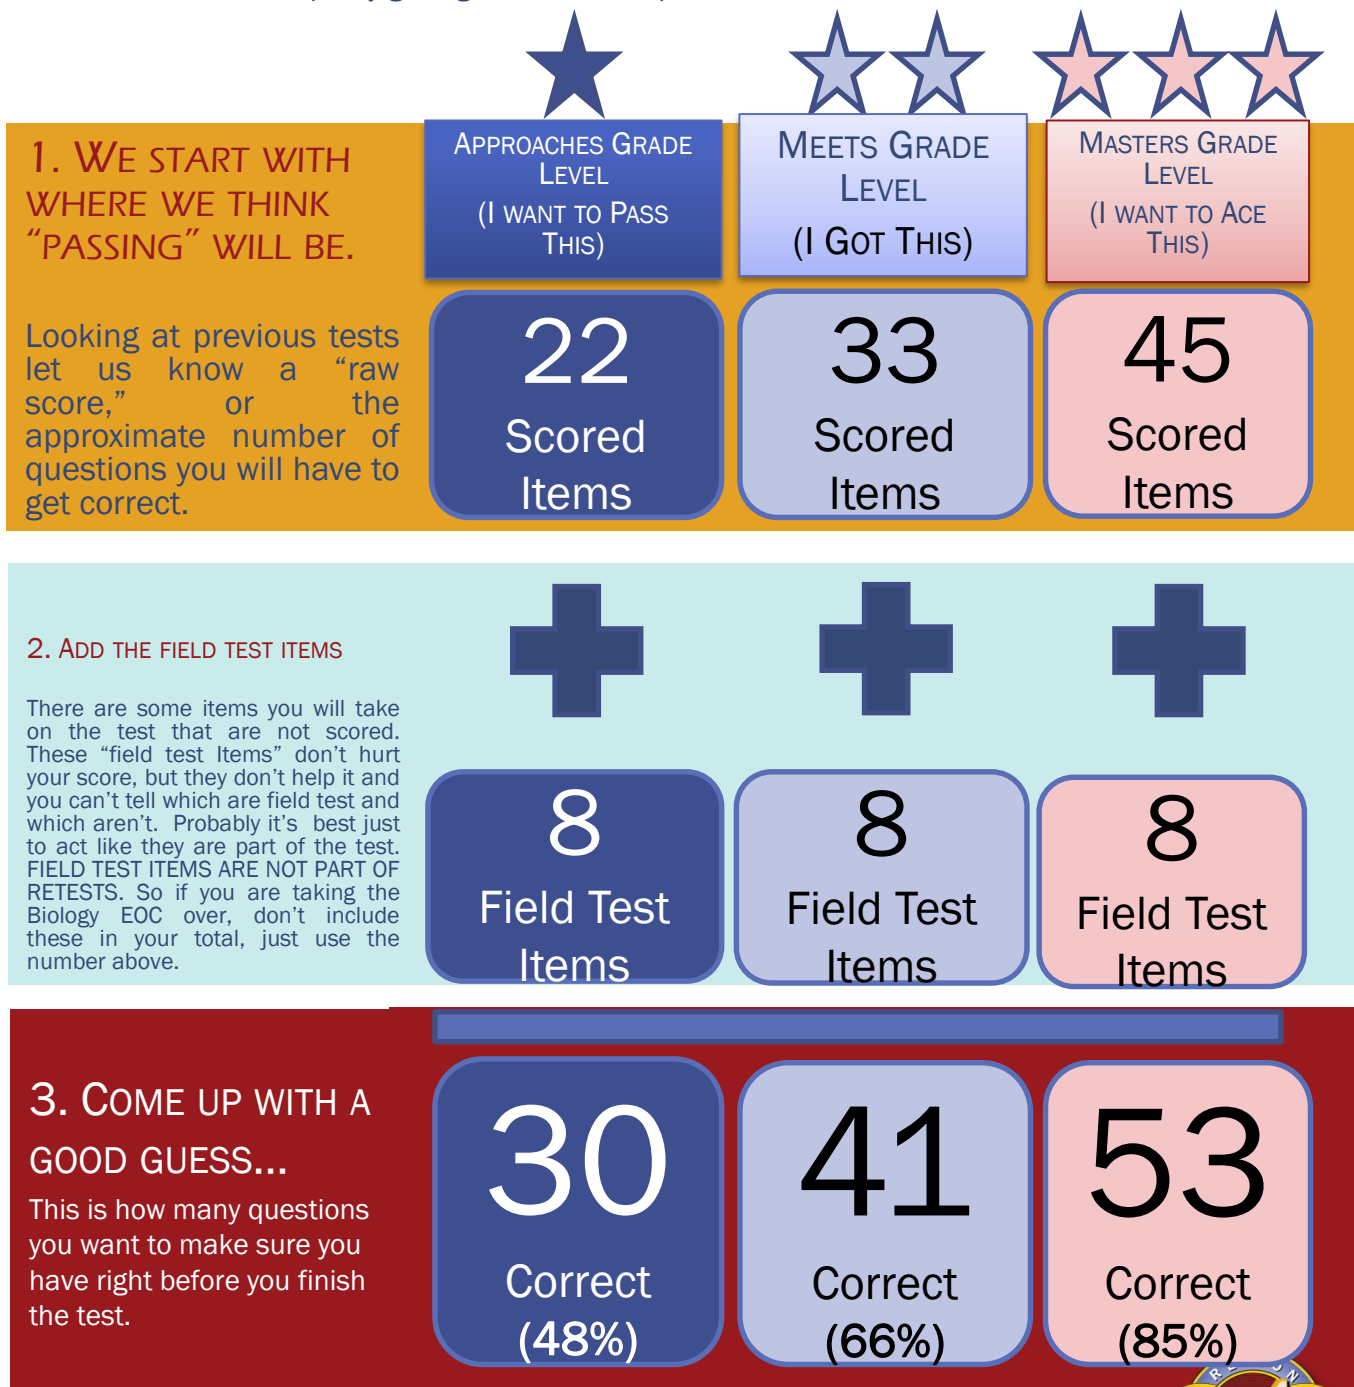 1. WE START WITH
WHERE WE THINK
“PASSING” WILL BE.
Looking at previous tests
let us know a “raw
score,” or the
approximate number of
questions you will have to
get correct.
APPROACHES GRADE
LEVEL
(I WANT TO PASS
THIS)
MEETS GRADE
LEVEL
(I GOT THIS)
MASTERS GRADE
LEVEL
(I WANT TO ACE
THIS)
22
Scored
Items
33
Scored
Items
45
Scored
Items
2. ADD THE FIELD TEST ITEMS
There are some items you will take
on the test that are not scored.
These “field test Items” don’t hurt
your score, but they don’t help it and
you can’t tell which are field test and
which aren’t. Probably it’s best just
to act like they are part of the test.
FIELD TEST ITEMS ARE NOT PART OF
RETESTS. So if you are taking the
Biology EOC over, don’t include
these in your total, just use the
number above.
8
Field Test
Items
8
Field Test
Items
8
Field Test
Items
3. COME UP WITH A
GOOD GUESS...
This is how many questions
you want to make sure you
have right before you finish
the test.
30
Correct
(48%)
41
Correct
(66%)
53
Correct
(85%)